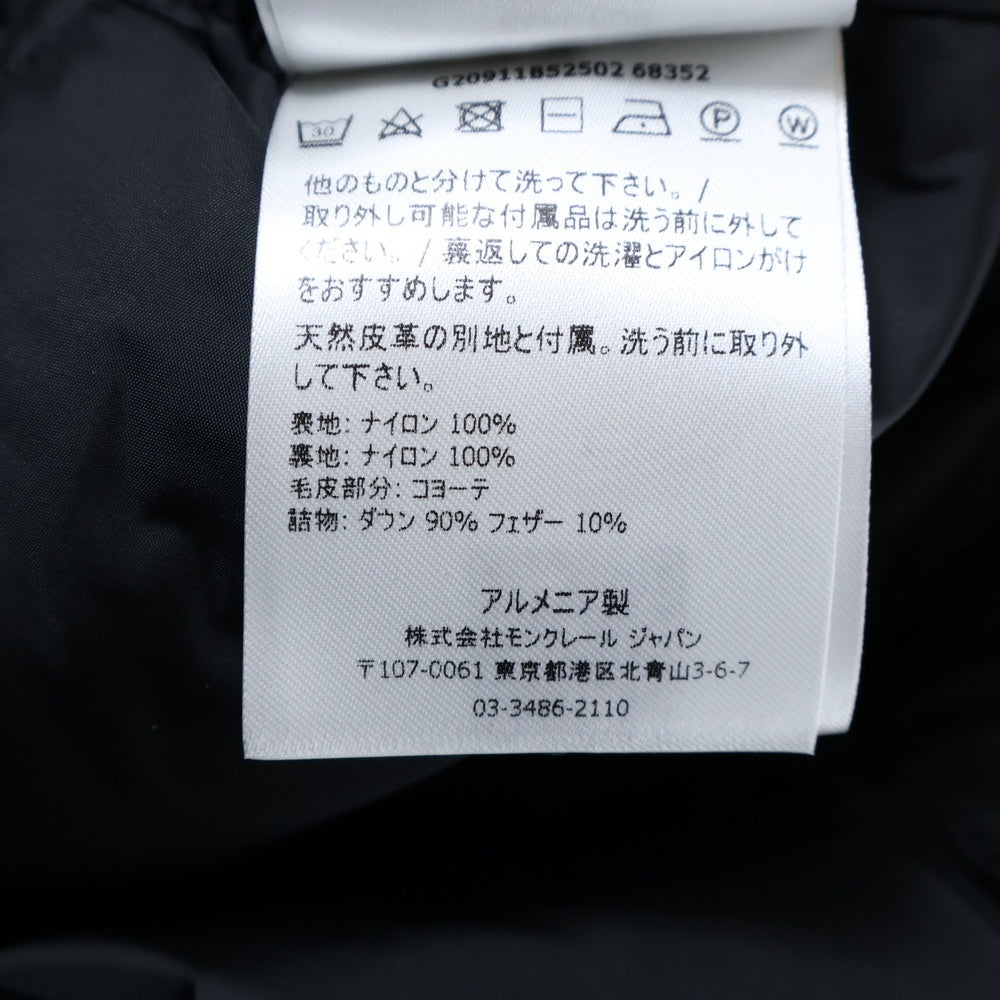 G20911B52502 68352
30 P W
他のものと分けて洗って下さい。/
取り外し可能な付属品は洗う前に外して
ください。/ 裏返しての洗濯とアイロンがけ
をおすすめします。
天然皮革の別地と付属。洗う前に取り外
して下さい。
表地: ナイロン 100%
裏地: ナイロン 100%
毛皮部分: コヨーテ
詰物: ダウン 90% フェザー 10%
アルメニア製
株式会社モンクレール ジャパン
〒107-0061 東京都港区北青山3-6-7
03-3486-2110